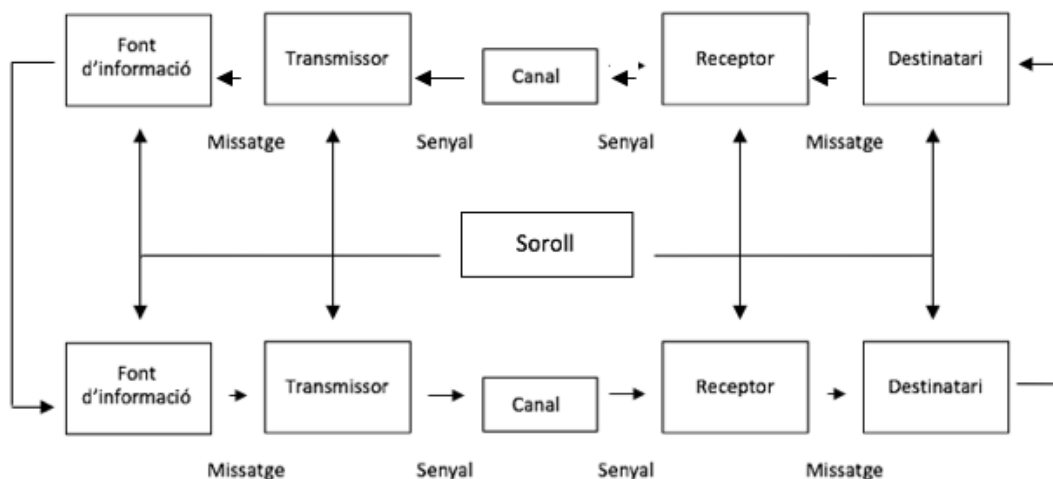 Font
d'informació
Transmissor
Canal
Receptor
Destinatari
Missatge
Senyal
Senyal
Missatge
Soroll
Font
d'informació
Transmissor
Canal
Receptor
Destinatari
Missatge
Senyal
Senyal
Missatge